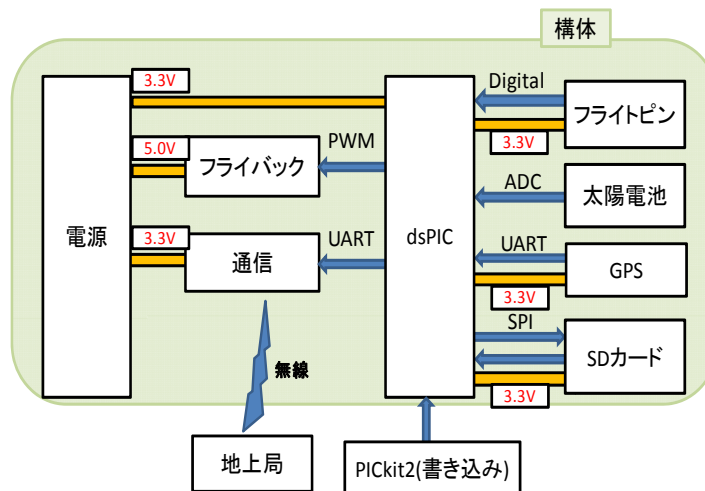 構体
3.3V
Digital
フライトピン
3.3V
5.0V
フライバック
PWM
ADC
太陽電池
電源
dsPIC
3.3V
通信
UART
UART
GPS
3.3V
SPI
SDカード
3.3V
無線
地上局
PICkit2(書き込み)